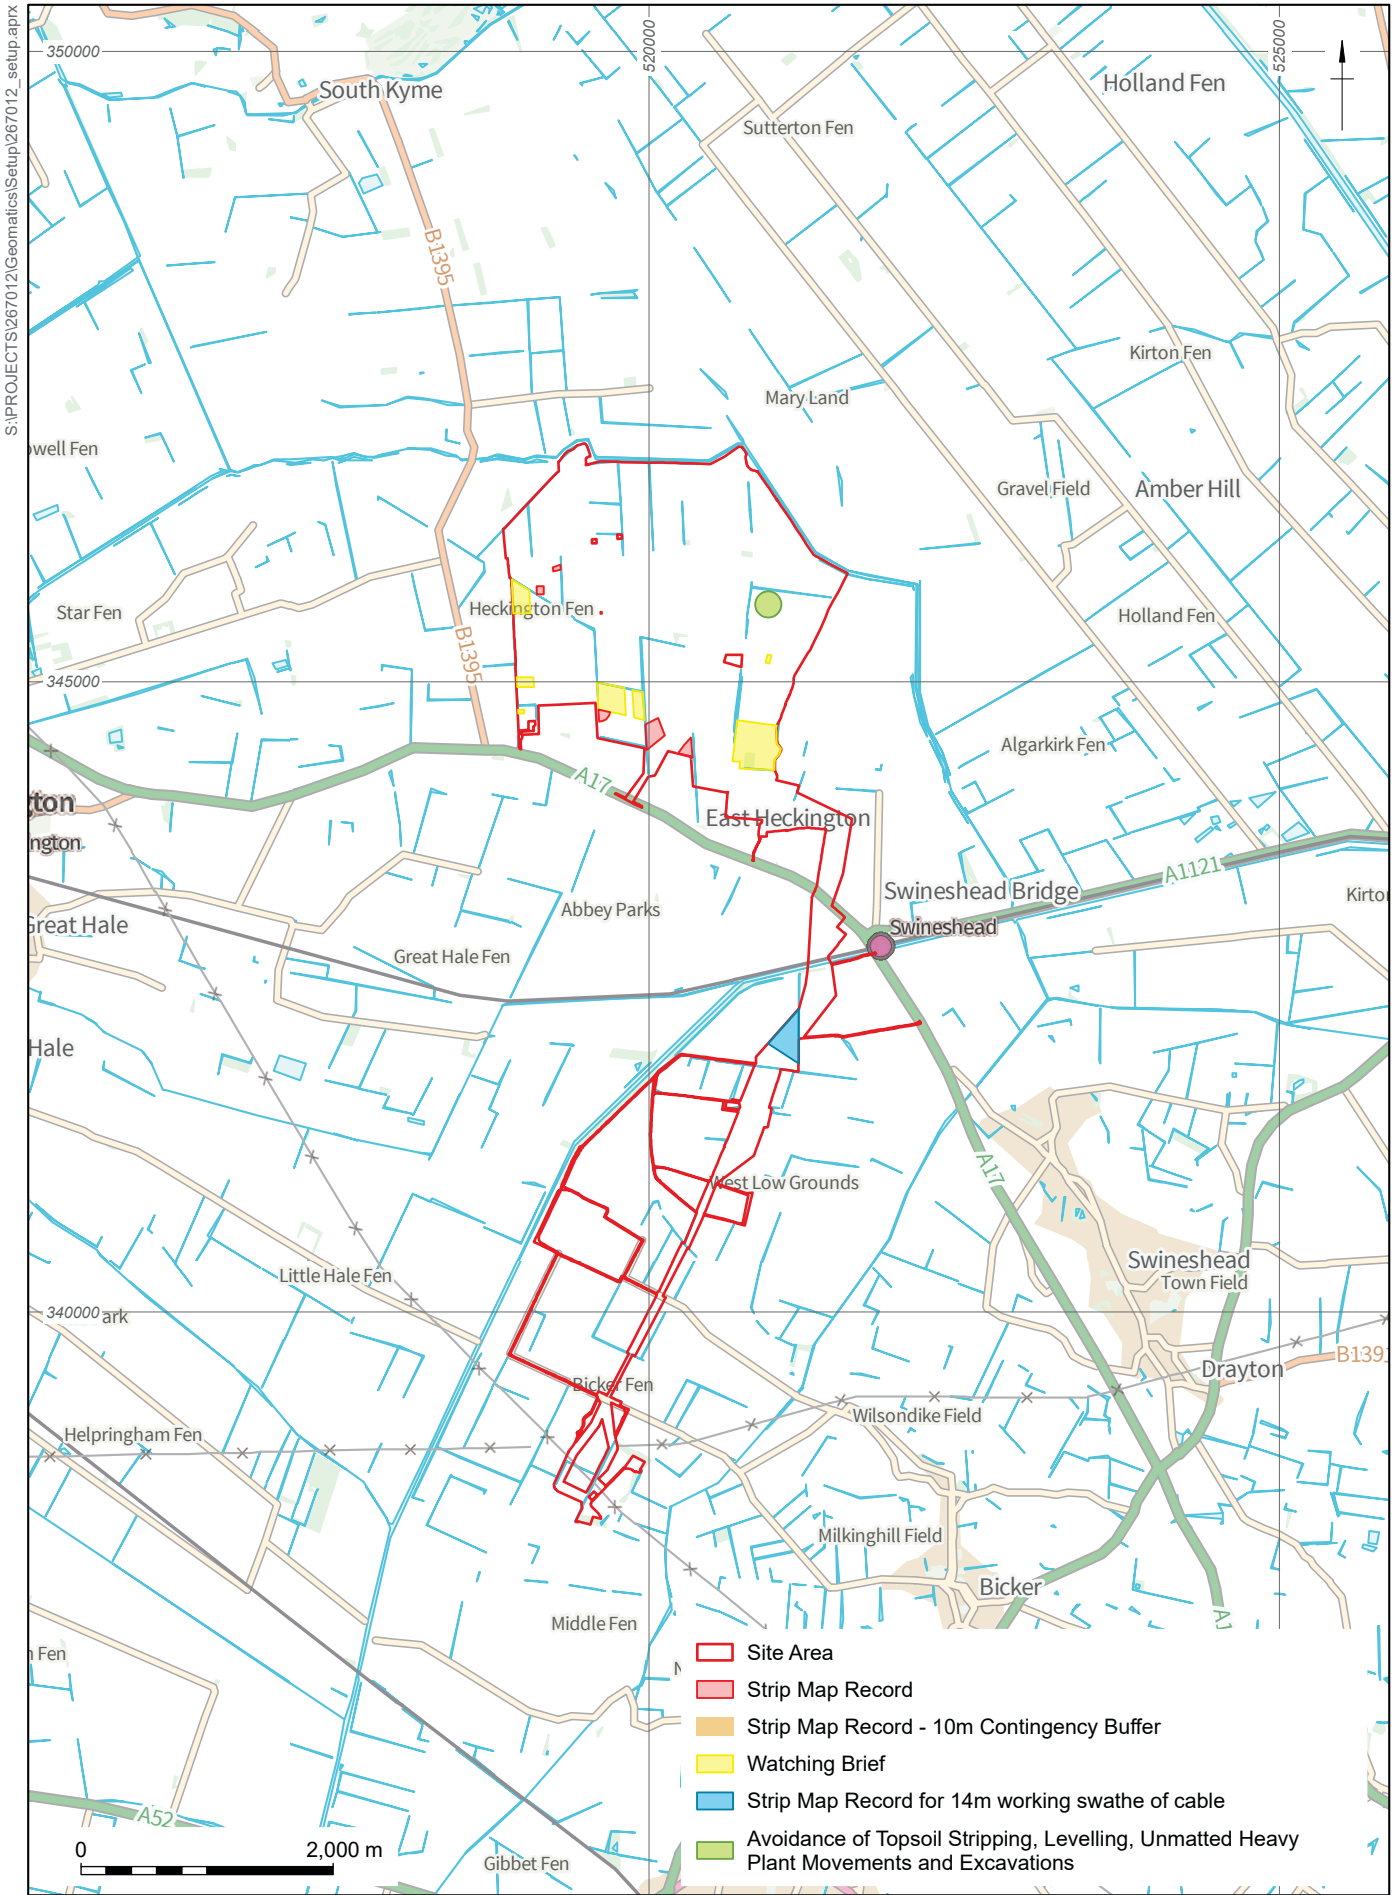 S:\PROJECTS\267012\Geomatics\Setup\267012_setup.aprx
350000
520000
525000
South Kyme
Holland Fen
Sutterton Fen
B1395
Kirton Fen
Mary Land
owell Fen
Gravel Field
Amber Hill
Heckington Fen
Star Fen
Holland Fen
B1395
345000
Algarkirk Fen
A17
gton
ngton
East Heckington
A1121
Swineshead Bridge
Kirto
Abbey Parks
Great Hale
Swineshead
Great Hale Fen
Hale
A17
West Low Grounds
Swineshead
Town Field
Little Hale Fen
340000
ark
B139
Drayton
Bicker Fen
Wilsondike Field
Helpringham Fen
Milkinghill Field
Bicker
A1
Middle Fen
Fen
A52
Gibbet Fen
0
2,000 m
Site Area
Strip Map Record
Strip Map Record - 10m Contingency Buffer
Watching Brief
Strip Map Record for 14m working swathe of cable
Avoidance of Topsoil Stripping, Levelling, Unmatted Heavy
Plant Movements and Excavations